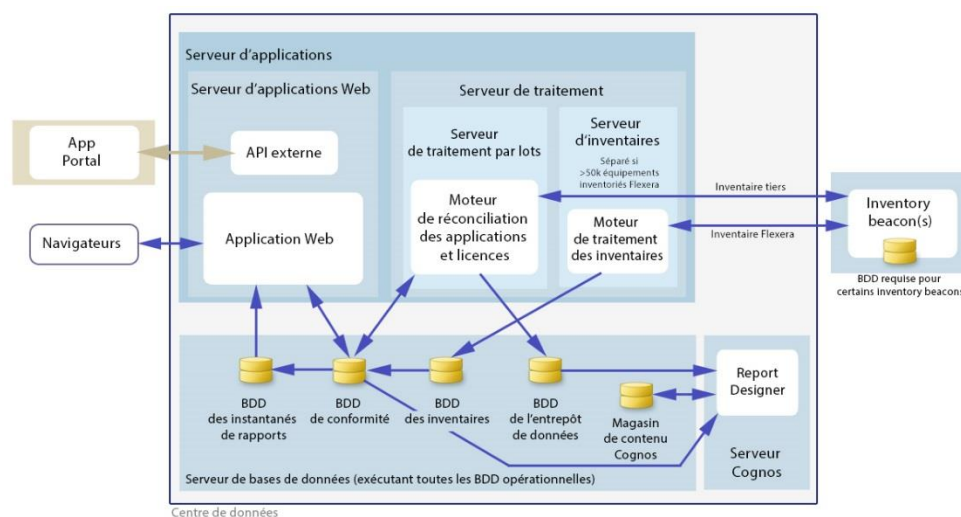 Serveur d'applications
Serveur d'applications Web
Serveur de traitement
App
Portal
API externe
Serveur
de traitement par lots
Serveur
d'inventaires
Séparé si
>50k équipements
inventoriés Flexera
Navigateurs
Application Web
Moteur
de réconciliation
des applications
et licences
Moteur
de traitement
des inventaires
Inventaire tiers
Inventaire Flexera
Inventory
beacon(s)
BDD requise pour
certains inventory beacons
BDD
des instantanés
de rapports
BDD
de conformité
BDD
des inventaires
BDD
de l'entrepôt
de données
Magasin
de contenu
Cognos
Report
Designer
Serveur
Cognos
Serveur de bases de données (exécutant toutes les BDD opérationnelles)
Centre de données